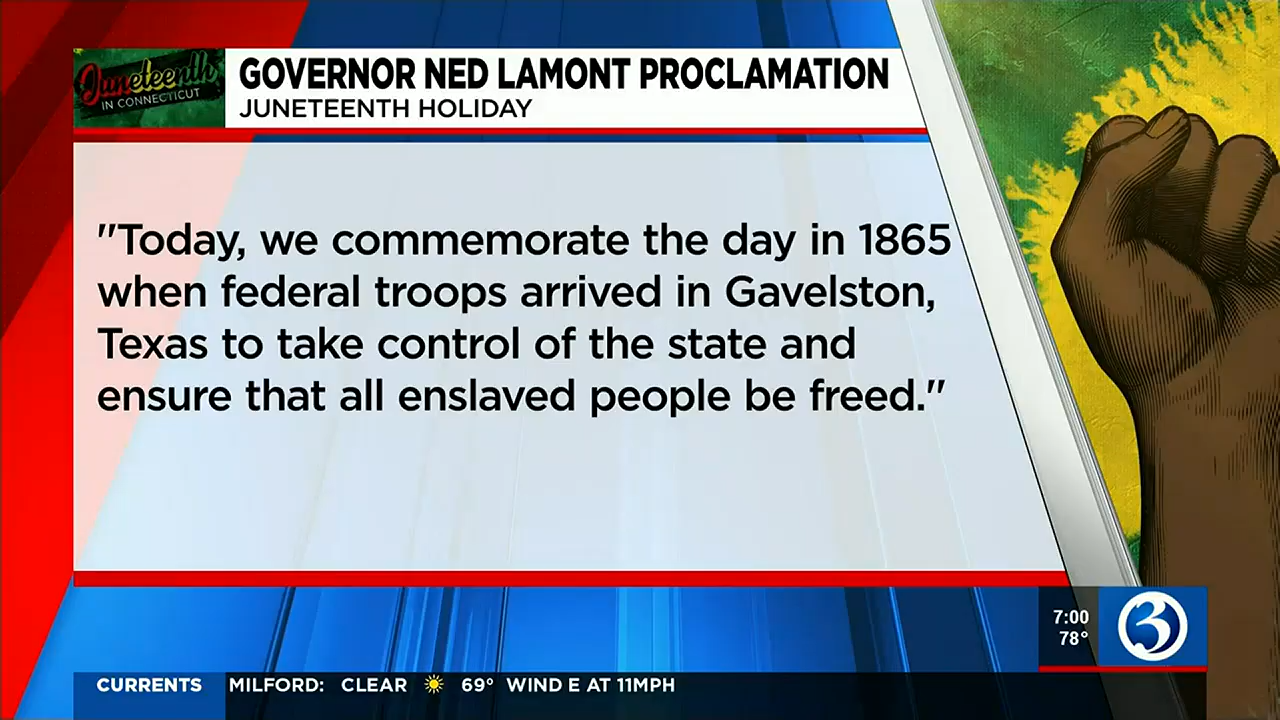 Juneteenth
IN CONNECTICUT
GOVERNOR NED LAMONT PROCLAMATION
JUNETEENTH HOLIDAY
"Today, we commemorate the day in 1865
when federal troops arrived in Gavelston,
Texas to take control of the state and
ensure that all enslaved people be freed."
7:00
78°
3
CURRENTS MILFORD: CLEAR 69° WIND E AT 11MPH